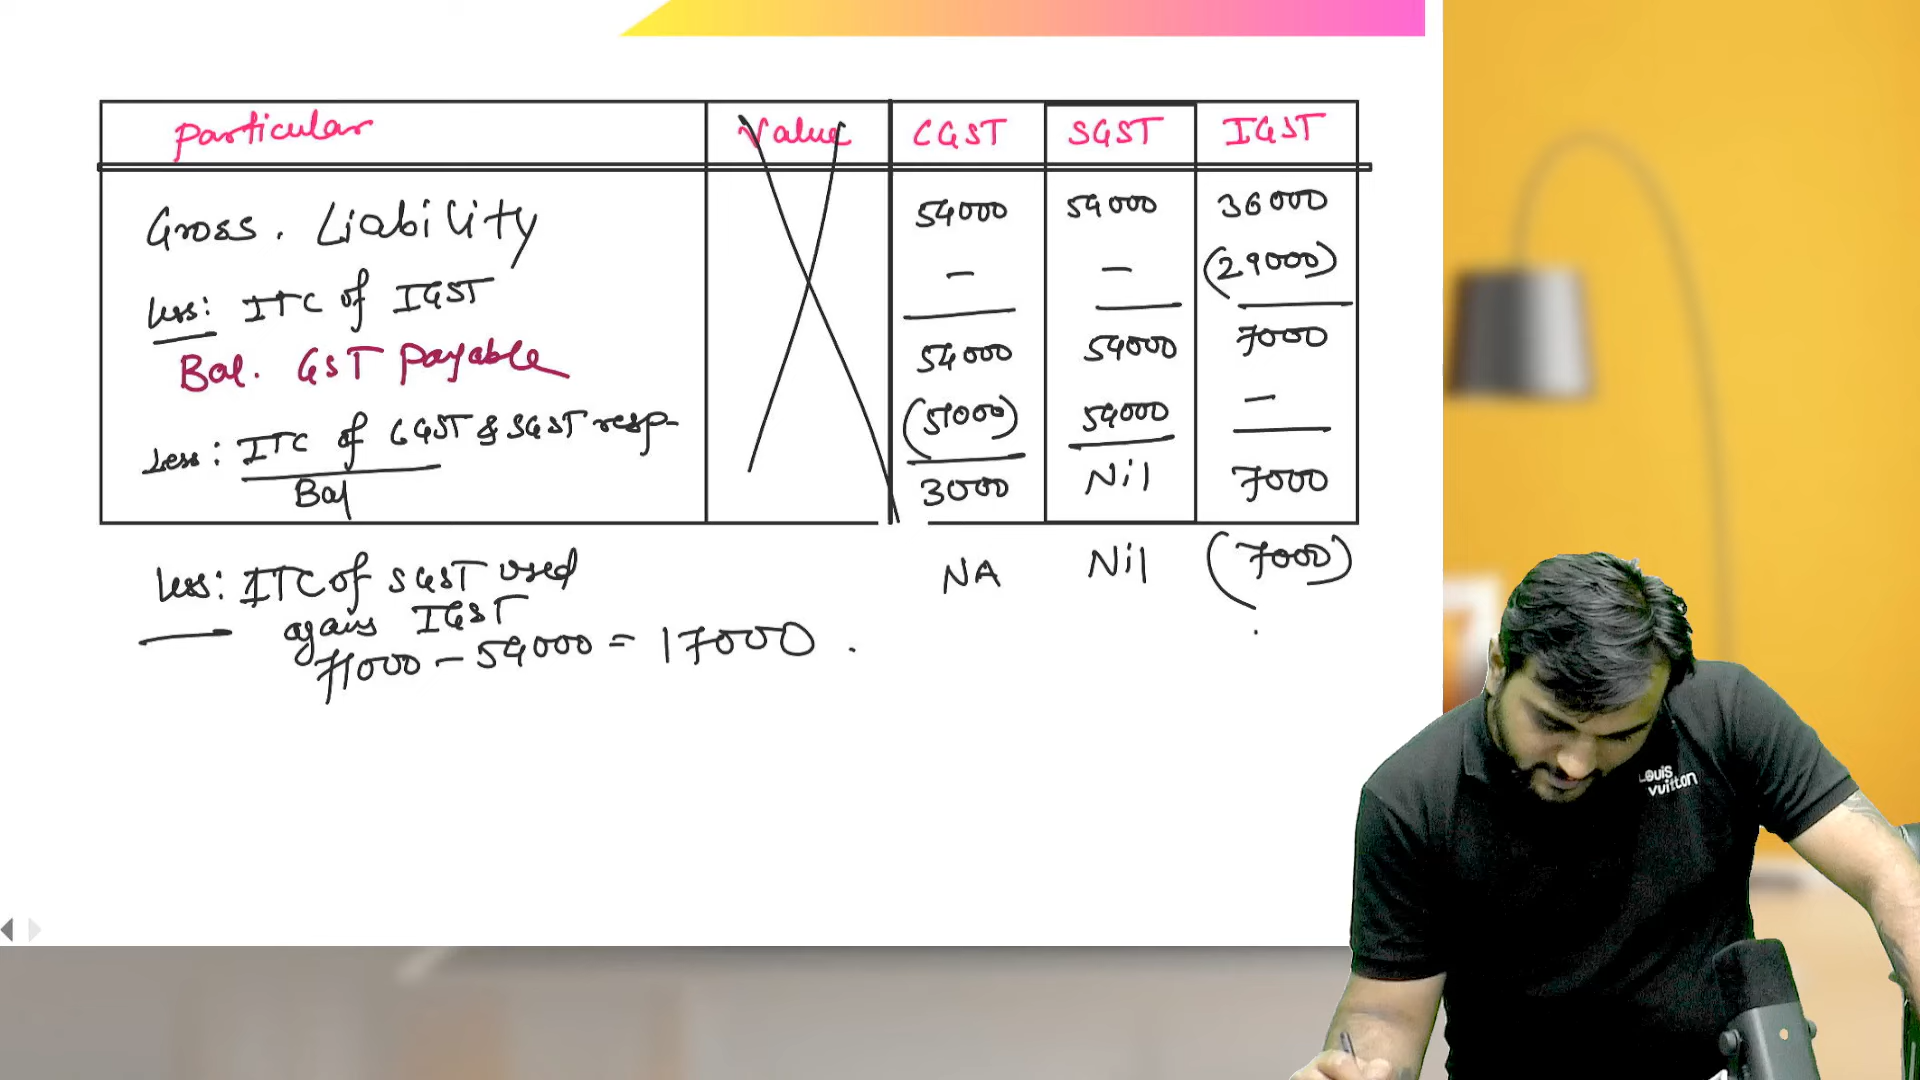 Particular Value CGST SGST IGST
Gross. Liability 54000 54000 36000
Less: ITC of IGST — — (29000)
Bal. GST Payable 54000 54000 7000
Less: ITC of CGST & SGST resp- (51000) 54000 —
Bal 3000 Nil 7000
Less: ITC of SGST used NA Nil (7000)
agains IGST
71000 - 54000 = 17000 .
Louis
Vuitton